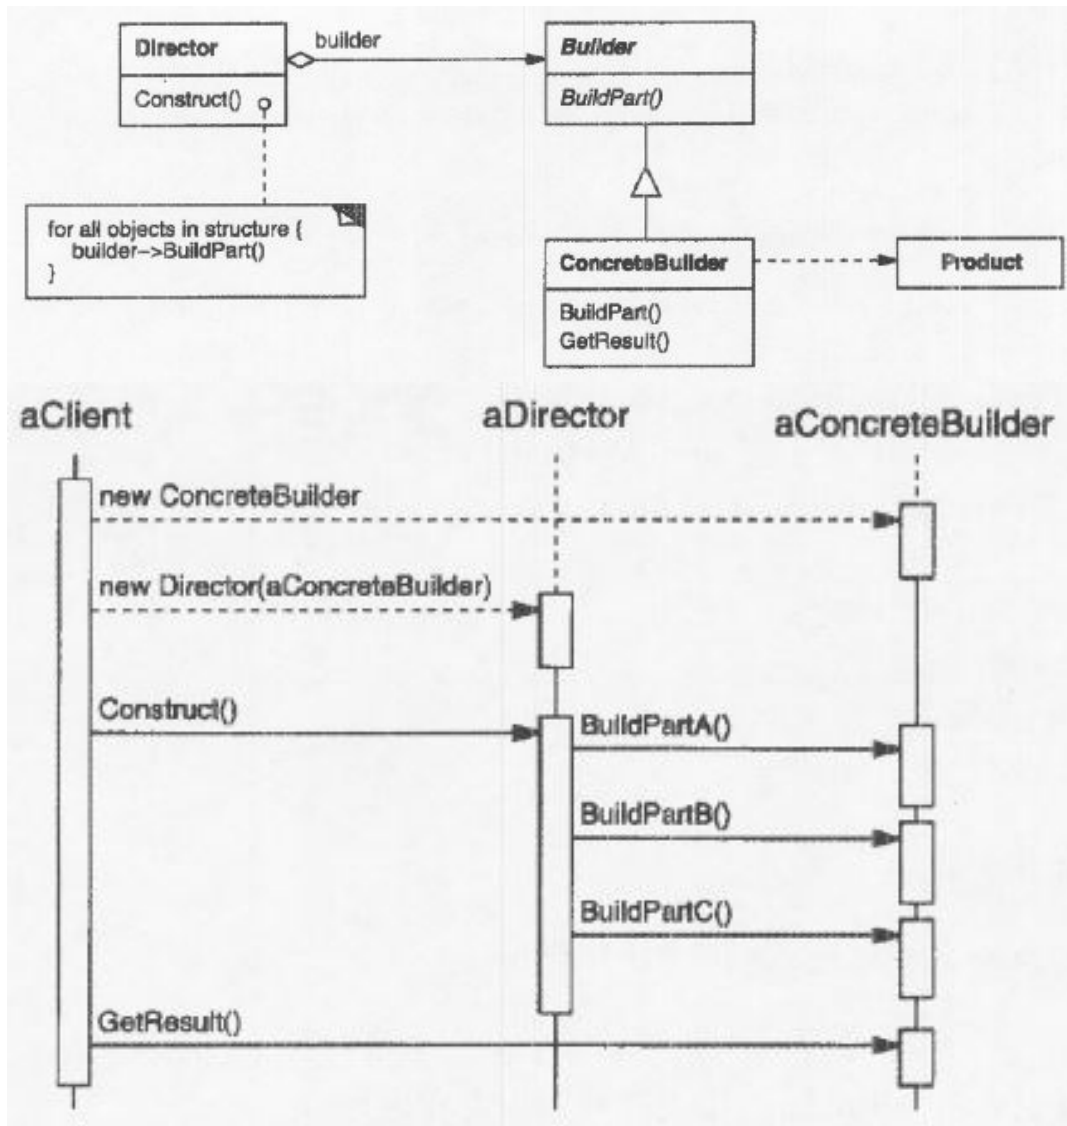 Director
builder
Builder
Construct()
BuildPart()
for all objects in structure {
builder->BuildPart()
}
ConcreteBuilder
Product
BuildPart()
GetResult()
aClient
aDirector
aConcreteBuilder
new ConcreteBuilder
new Director(aConcreteBuilder)
Construct()
BuildPartA()
BuildPartB()
BuildPartC()
GetResult()